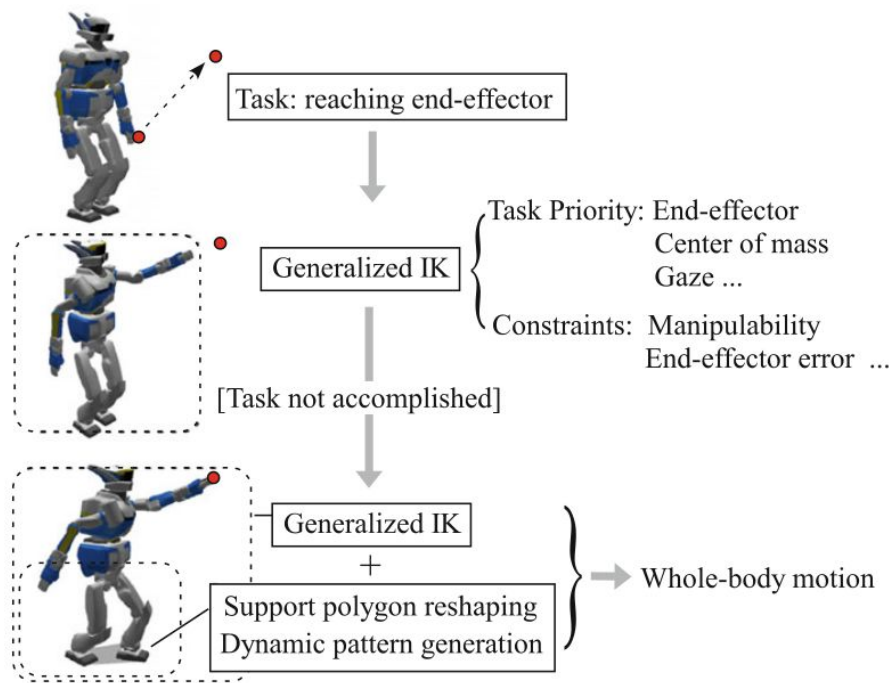 Task: reaching end-effector
Task Priority: End-effector
Center of mass
Gaze ...
Generalized IK
Constraints: Manipulability
End-effector error ...
[Task not accomplished]
Generalized IK
+
Support polygon reshaping
Dynamic pattern generation
Whole-body motion